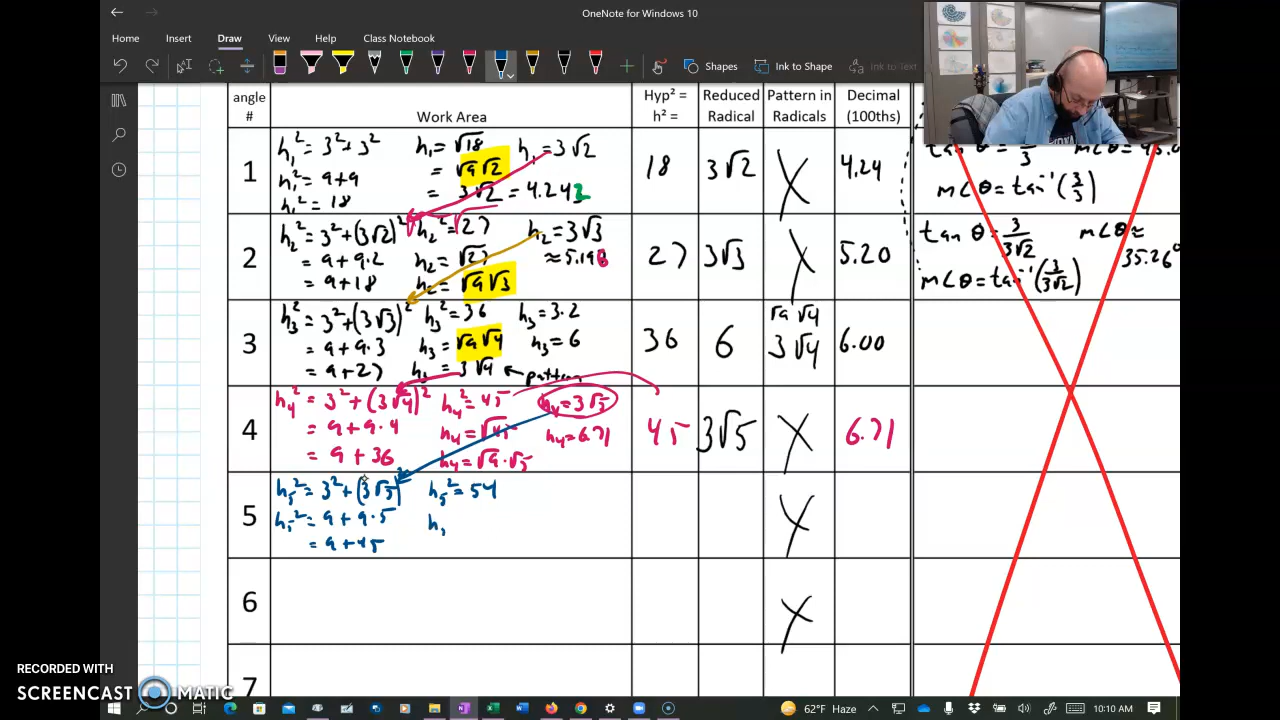 OneNote for Windows 10
Home Insert Draw View Help Class Notebook
Shapes Ink to Shape Ink to Text
angle # Work Area Hyp² = h² = Reduced Radical Pattern in Radicals Decimal (100ths)
1
h₁² = 3² + 3² h₁ = √18 h₁ = 3√2
h₁² = 9 + 9 = √9√2
h₁² = 18 = 3√2 = 4.242
18 3√2 X 4.24
m∠θ = tan⁻¹(3/3)
2
h₂² = 3² + (3√2)² h₂² = 27 h₂ = 3√3
= 9 + 9·2 h₂ = √27 ≈ 5.196
= 9 + 18 h₂ = √9√3
27 3√3 X 5.20
tan θ = 3/3√2 m∠θ ≈ 35.26°
m∠θ = tan⁻¹(3/3√2)
3
h₃² = 3² + (3√3)² h₃² = 36 h₃ = 3·2
= 9 + 9·3 h₃ = √9√4 h₃ = 6
= 9 + 27 h₃ = 3√4 ← pattern
√9 √4
36 6 3√4 6.00
4
h₄² = 3² + (3√4)² h₄² = 45 h₄ = 3√5
= 9 + 9·4 h₄ = √45 h₄ = 6.71
= 9 + 36 h₄ = √9·√5
45 3√5 X 6.71
5
h₅² = 3² + (3√5)² h₅² = 54
h₅² = 9 + 9·5 h,
= 9 + 45
X
6 X
7
RECORDED WITH
SCREENCAST MATIC
62°F Haze 10:10 AM